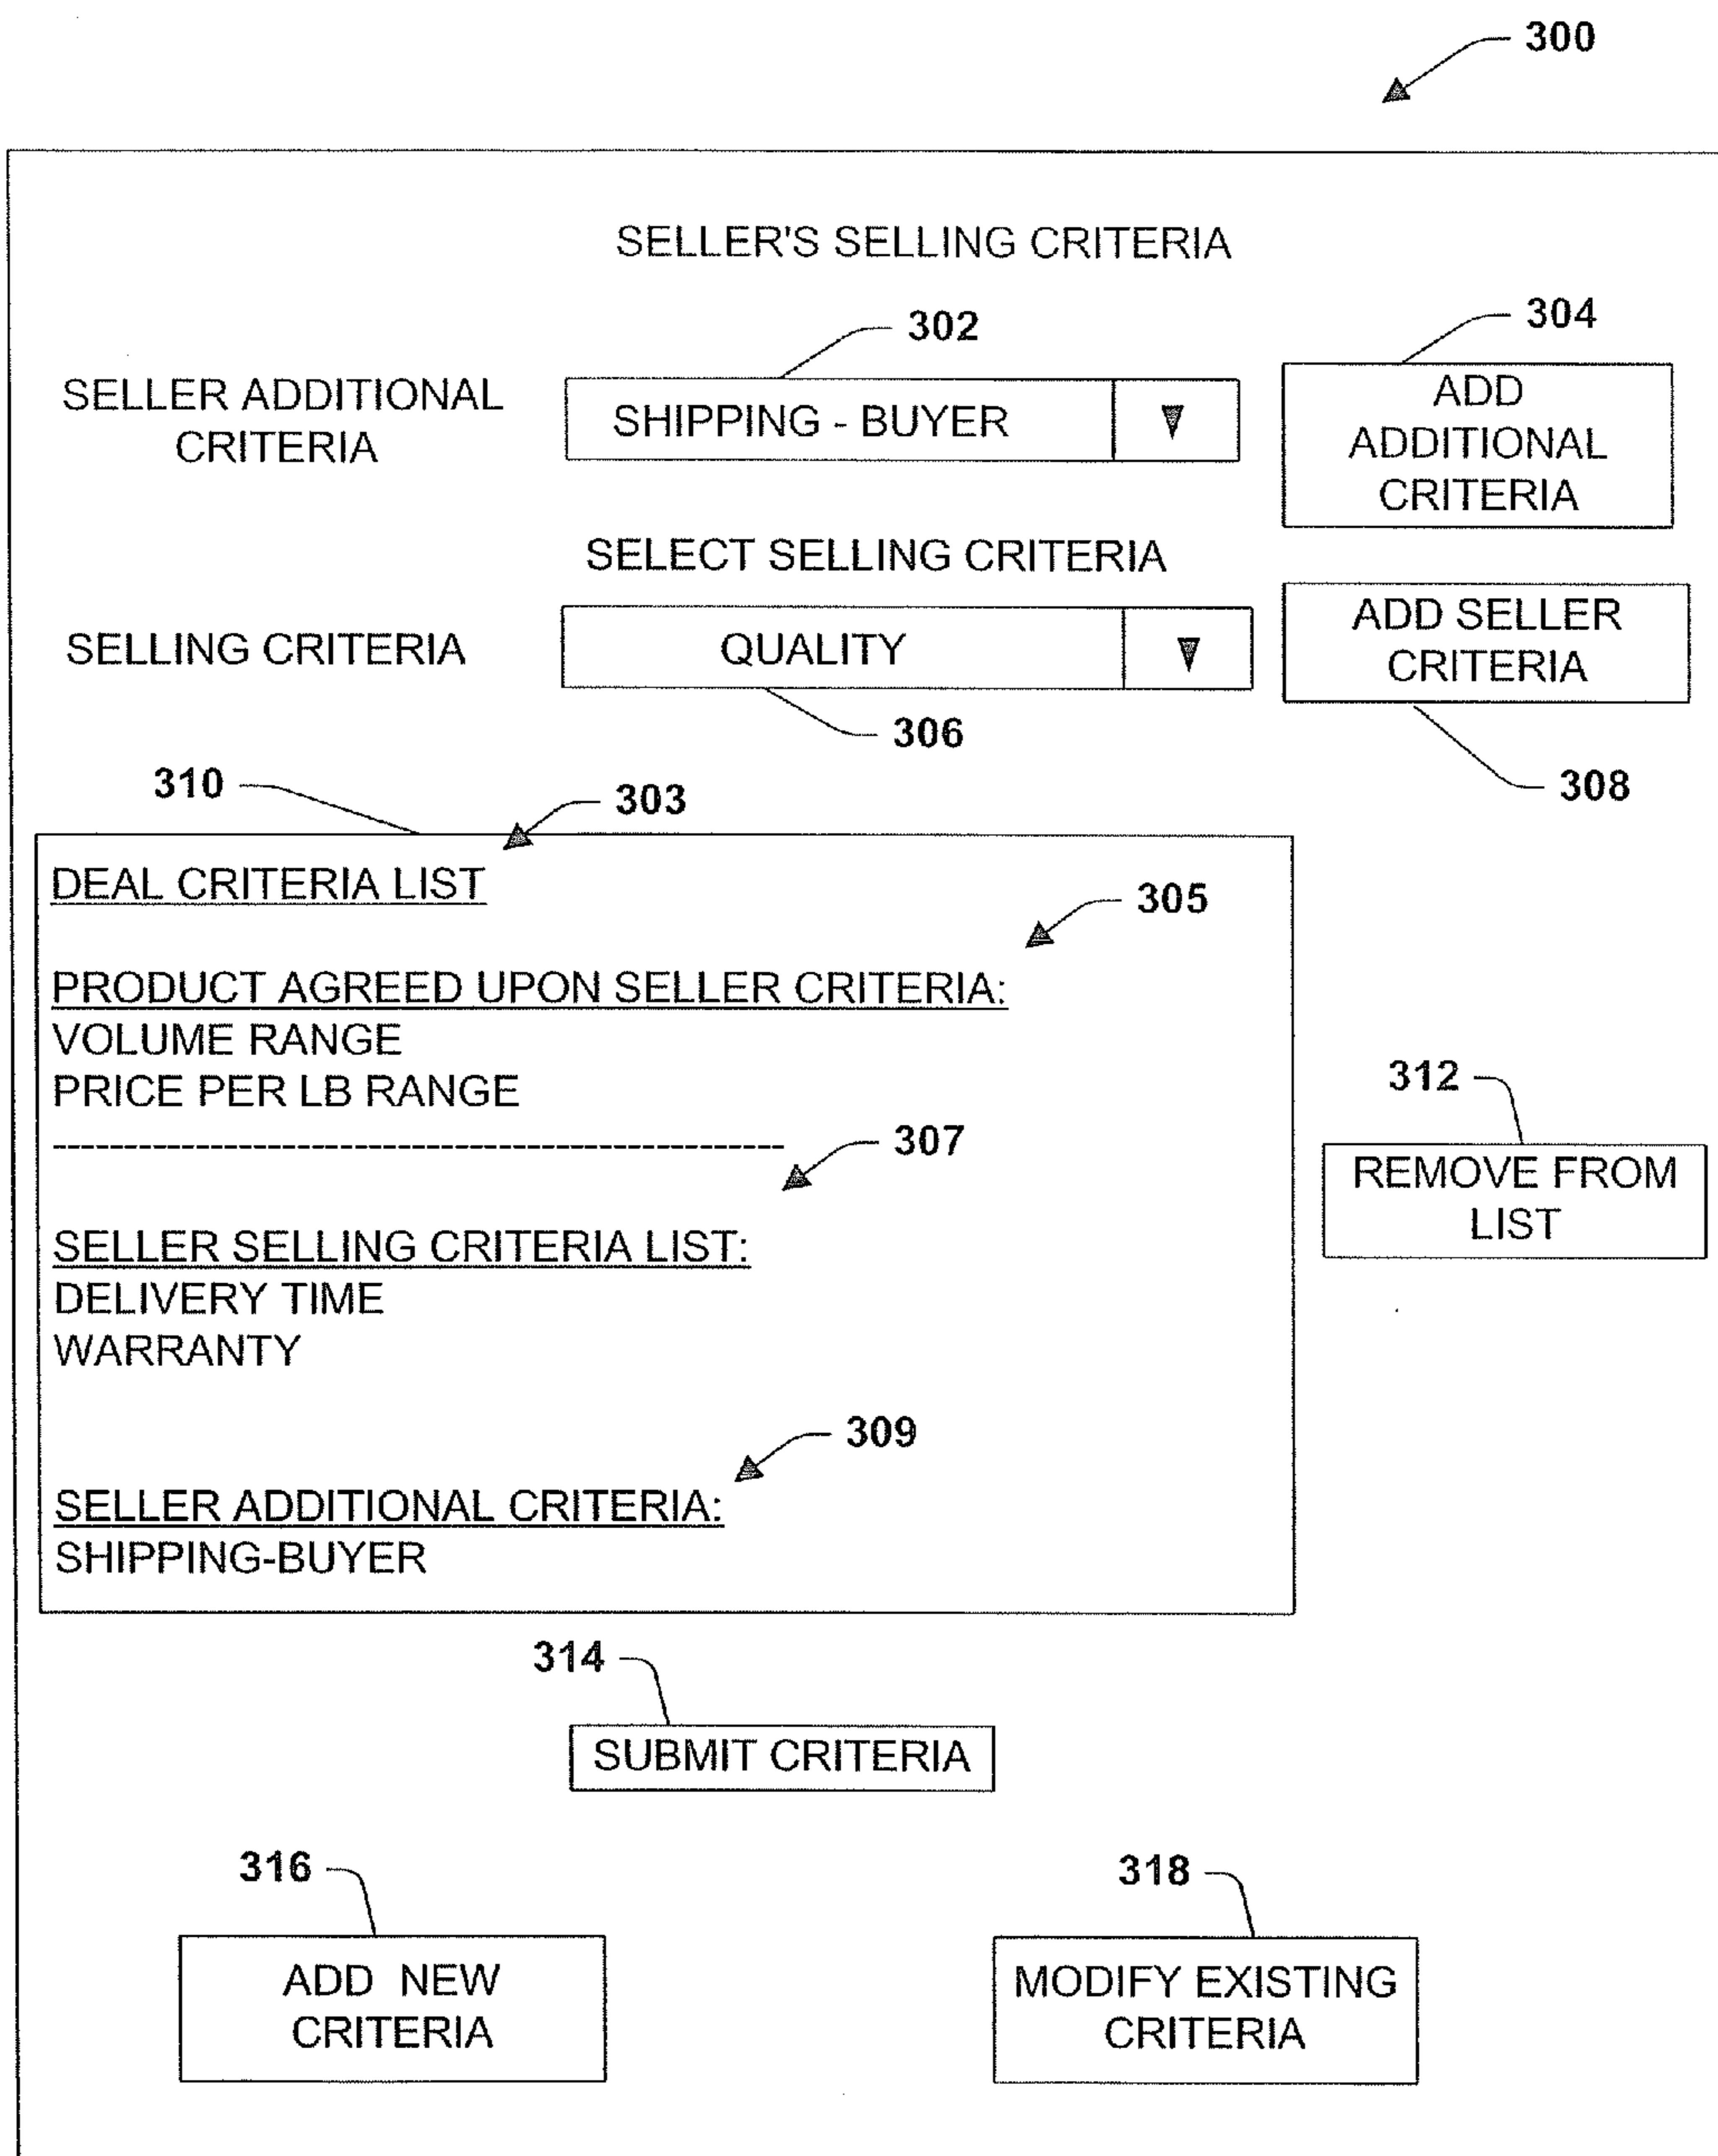 300
SELLER'S SELLING CRITERIA
302
304
SELLER ADDITIONAL
CRITERIA
SHIPPING - BUYER
ADD
ADDITIONAL
CRITERIA
SELECT SELLING CRITERIA
SELLING CRITERIA
QUALITY
ADD SELLER
CRITERIA
306
308
310
303
DEAL CRITERIA LIST
305
PRODUCT AGREED UPON SELLER CRITERIA:
VOLUME RANGE
PRICE PER LB RANGE
------------------------------------------------
307
312
REMOVE FROM
LIST
SELLER SELLING CRITERIA LIST:
DELIVERY TIME
WARRANTY
309
SELLER ADDITIONAL CRITERIA:
SHIPPING-BUYER
314
SUBMIT CRITERIA
316
318
ADD NEW
CRITERIA
MODIFY EXISTING
CRITERIA